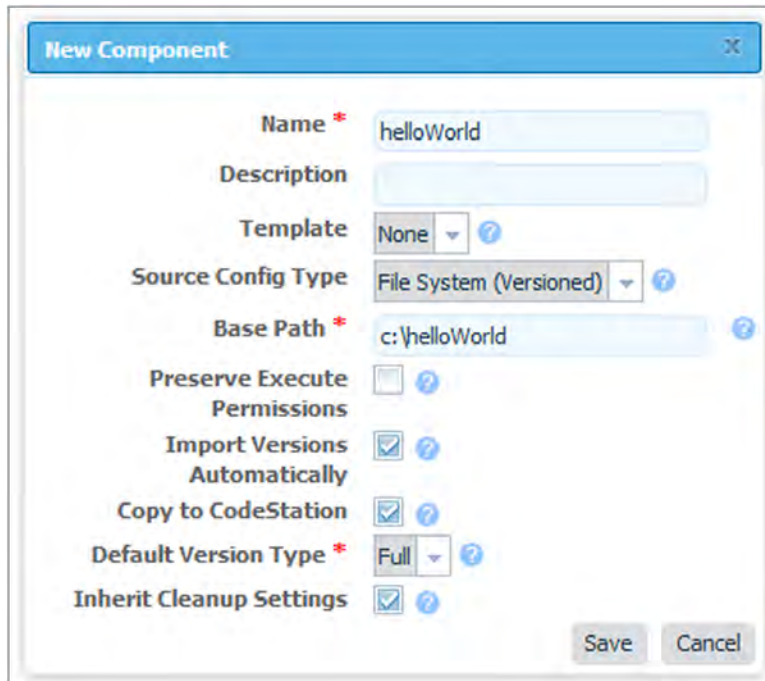 New Component
Name *
helloWorld
Description
Template
None
Source Config Type
File System (Versioned)
Base Path *
c:\helloWorld
Preserve Execute
Permissions
Import Versions
Automatically
Copy to CodeStation
Default Version Type *
Full
Inherit Cleanup Settings
Save
Cancel